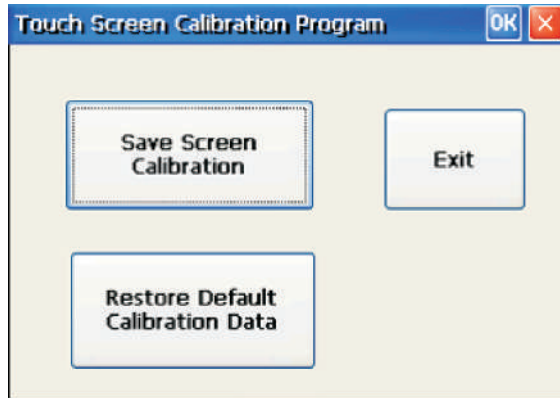 Touch Screen Calibration Program OK
Save Screen
Calibration
Exit
Restore Default
Calibration Data